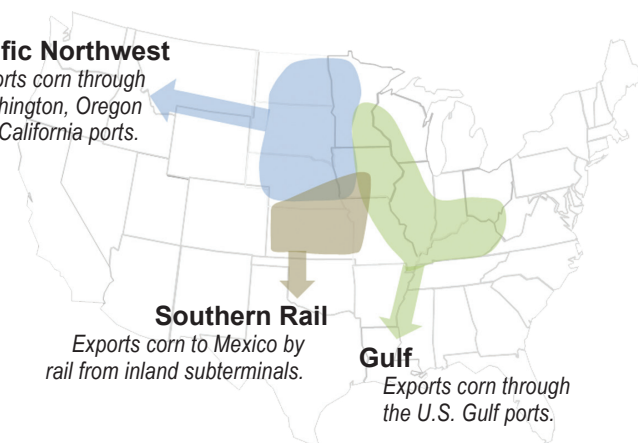 fic Northwest
orts corn through
hington, Oregon
California ports.
Southern Rail
Exports corn to Mexico by
rail from inland subterminals.
Gulf
Exports corn through
the U.S. Gulf ports.